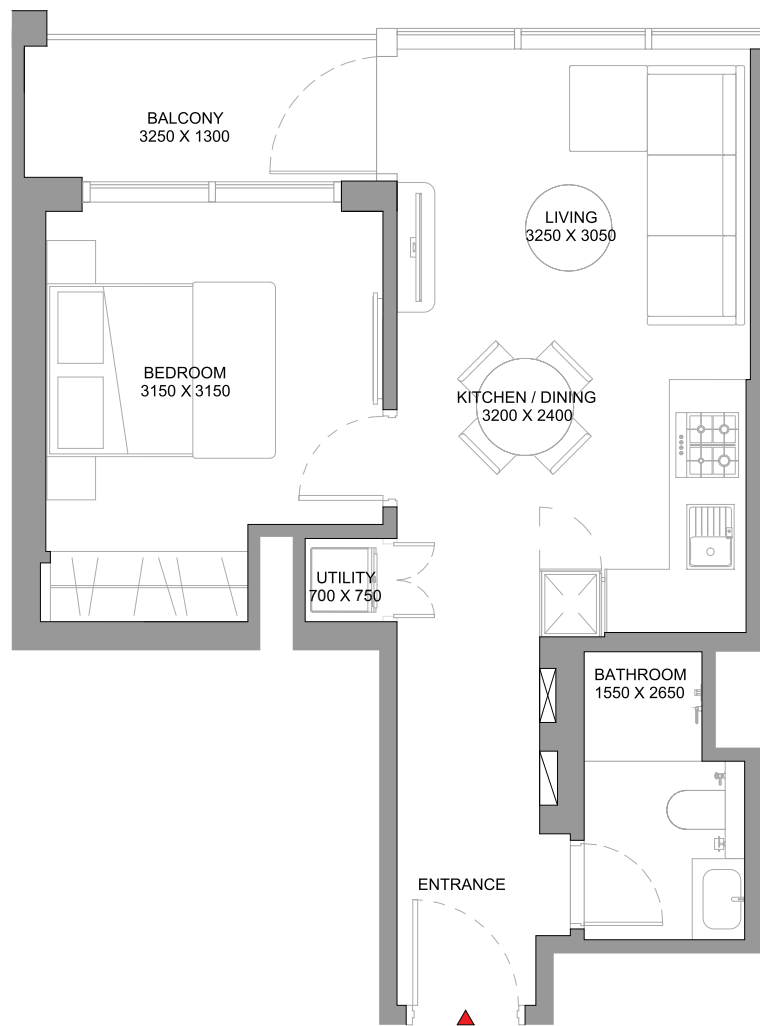 BALCONY
3250 X 1300
LIVING
3250 X 3050
BEDROOM
3150 X 3150
KITCHEN / DINING
3200 X 2400
UTILITY
700 X 750
BATHROOM
1550 X 2650
ENTRANCE